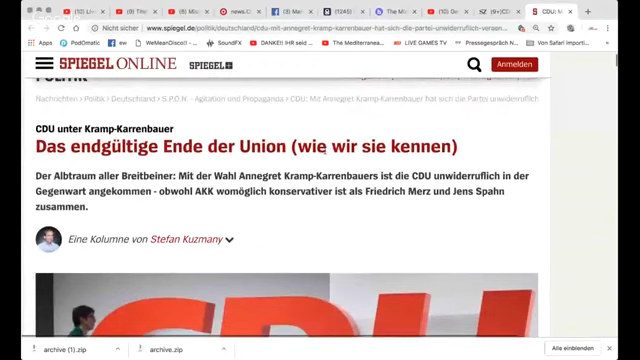 Nicht sicher | www.spiegel.de/politik/deutschland/cdu-mit-annegret-kramp-karrenbauer-hat-sich-die-partei-unwiderruflich-veraen...
Apps PodOmatic become WeMeanDisco! SoundFX DANKE!! IHR seid The Mediterranea LIVE GAMES TV Pressegespräch N Von Safari importi
SPIEGEL ONLINE SPIEGEL+ Anmelden
POLITIK
Nachrichten > Politik > Deutschland > S.P.O.N. - Agitation und Propaganda > CDU: Mit Annegret Kramp-Karrenbauer hat sich die Partei unwiderruflich
CDU unter Kramp-Karrenbauer
Das endgültige Ende der Union (wie wir sie kennen)
Der Albtraum aller Breitbeiner: Mit der Wahl Annegret Kramp-Karrenbauers ist die CDU unwiderruflich in der
Gegenwart angekommen - obwohl AKK womöglich konservativer ist als Friedrich Merz und Jens Spahn
zusammen.
Eine Kolumne von Stefan Kuzmany
CDU
archive (1).zip archive.zip Alle einblenden